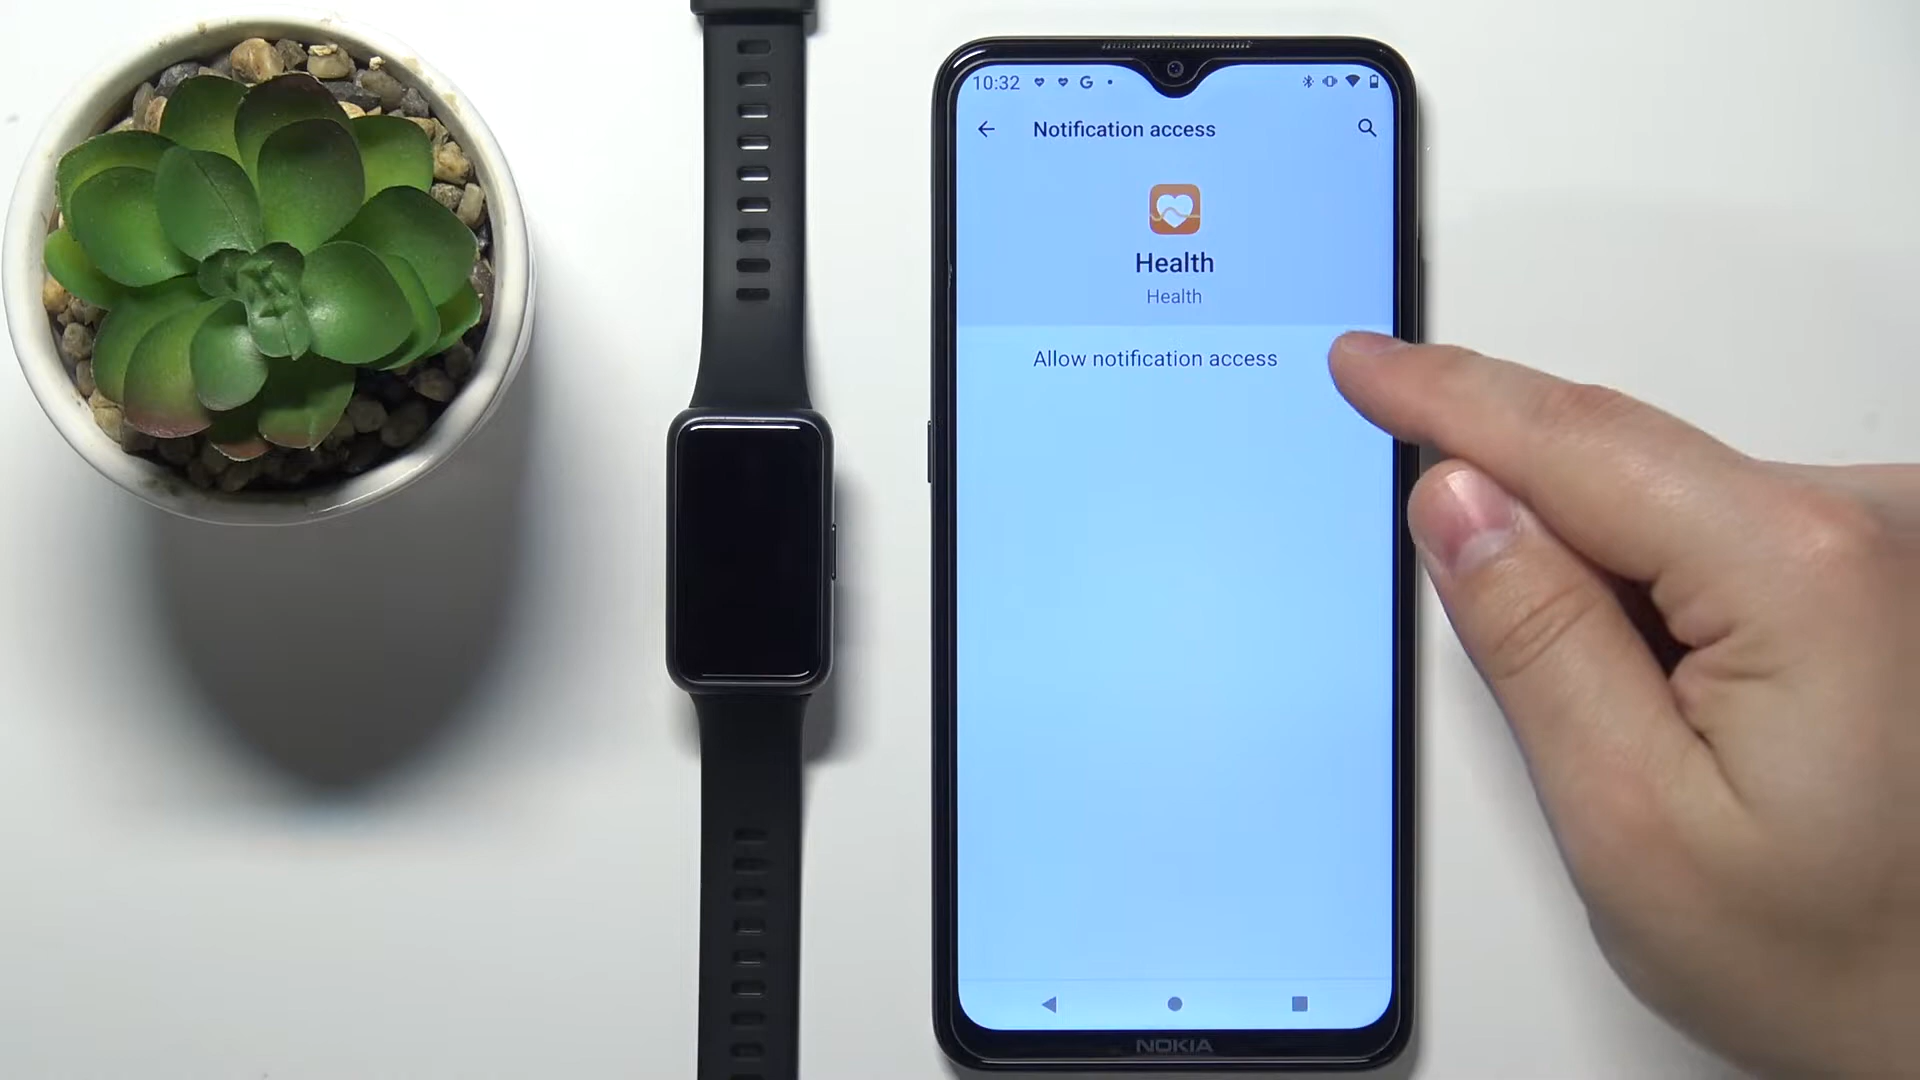 10:32
Notification access
Health
Health
Allow notification access
NOKIA